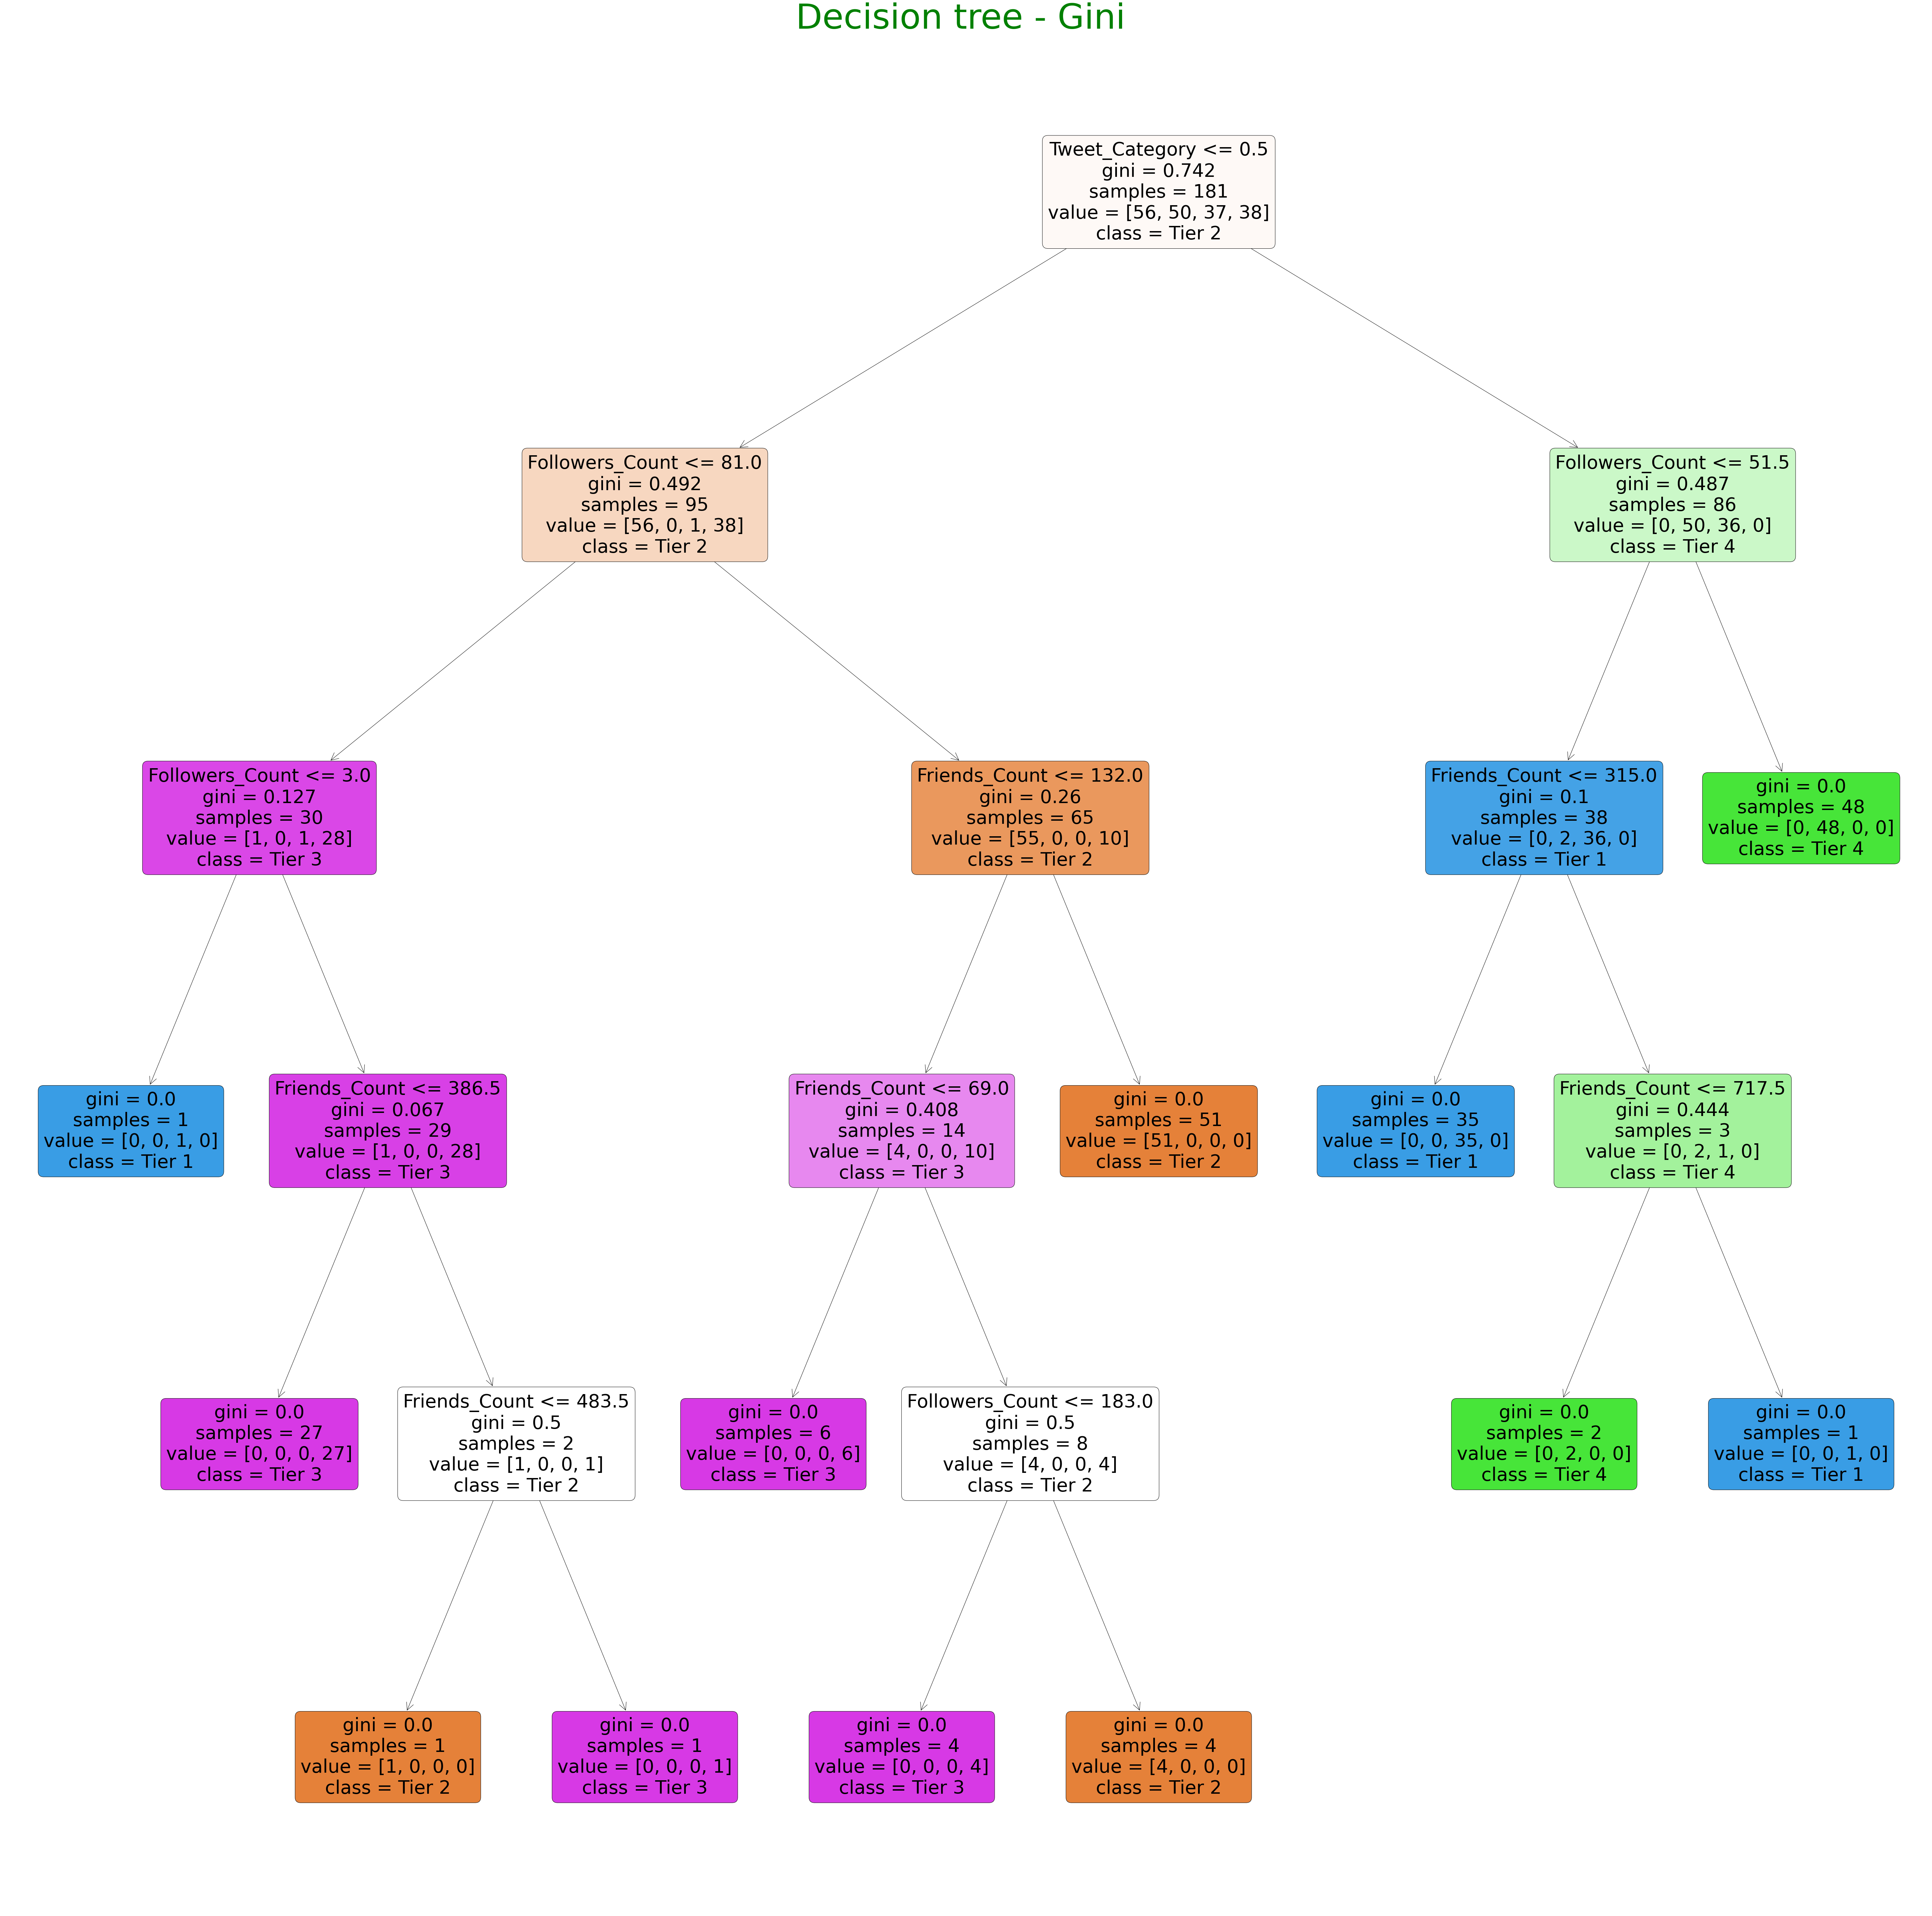 Decision tree - Gini
Tweet_Category <= 0.5
gini = 0.742
samples = 181
value = [56, 50, 37, 38]
class = Tier 2
Followers_Count <= 81.0
gini = 0.492
samples = 95
value = [56, 0, 1, 38]
class = Tier 2
Followers_Count <= 51.5
gini = 0.487
samples = 86
value = [0, 50, 36, 0]
class = Tier 4
Followers_Count <= 3.0
gini = 0.127
samples = 30
value = [1, 0, 1, 28]
class = Tier 3
Friends_Count <= 132.0
gini = 0.26
samples = 65
value = [55, 0, 0, 10]
class = Tier 2
Friends_Count <= 315.0
gini = 0.1
samples = 38
value = [0, 2, 36, 0]
class = Tier 1
gini = 0.0
samples = 48
value = [0, 48, 0, 0]
class = Tier 4
gini = 0.0
samples = 1
value = [0, 0, 1, 0]
class = Tier 1
Friends_Count <= 386.5
gini = 0.067
samples = 29
value = [1, 0, 0, 28]
class = Tier 3
Friends_Count <= 69.0
gini = 0.408
samples = 14
value = [4, 0, 0, 10]
class = Tier 3
gini = 0.0
samples = 51
value = [51, 0, 0, 0]
class = Tier 2
gini = 0.0
samples = 35
value = [0, 0, 35, 0]
class = Tier 1
Friends_Count <= 717.5
gini = 0.444
samples = 3
value = [0, 2, 1, 0]
class = Tier 4
gini = 0.0
samples = 27
value = [0, 0, 0, 27]
class = Tier 3
Friends_Count <= 483.5
gini = 0.5
samples = 2
value = [1, 0, 0, 1]
class = Tier 2
gini = 0.0
samples = 6
value = [0, 0, 0, 6]
class = Tier 3
Followers_Count <= 183.0
gini = 0.5
samples = 8
value = [4, 0, 0, 4]
class = Tier 2
gini = 0.0
samples = 2
value = [0, 2, 0, 0]
class = Tier 4
gini = 0.0
samples = 1
value = [0, 0, 1, 0]
class = Tier 1
gini = 0.0
samples = 1
value = [1, 0, 0, 0]
class = Tier 2
gini = 0.0
samples = 1
value = [0, 0, 0, 1]
class = Tier 3
gini = 0.0
samples = 4
value = [0, 0, 0, 4]
class = Tier 3
gini = 0.0
samples = 4
value = [4, 0, 0, 0]
class = Tier 2